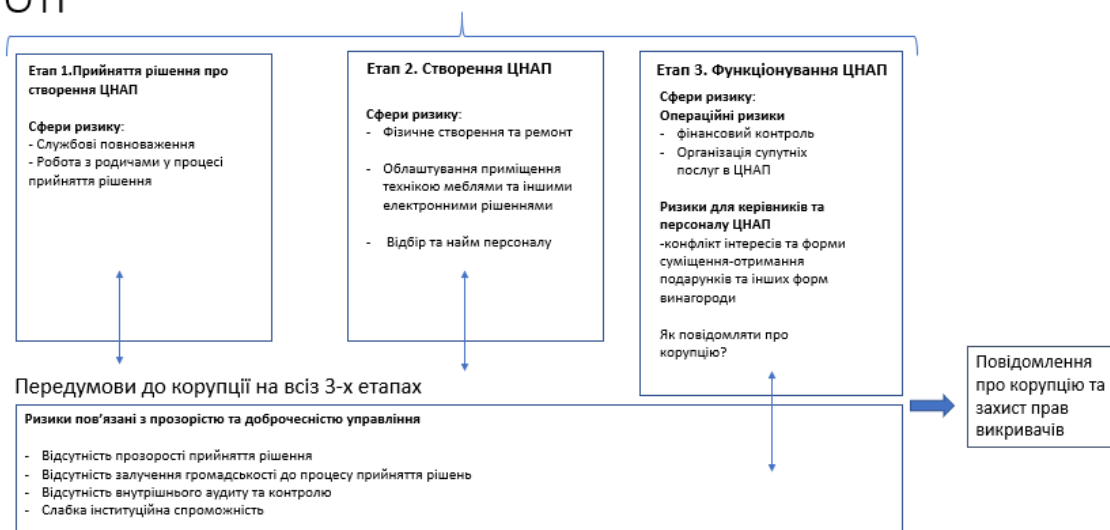 Етап 1.Прийняття рішення про
створення ЦНАП
Сфери ризику:
- Службові повноваження
- Робота з родичами у процесі
прийняття рішення
Етап 2. Створення ЦНАП
Сфери ризику:
- Фізичне створення та ремонт
- Облаштування приміщення
технікою меблями та іншими
електронними рішеннями
- Відбір та найм персоналу
Етап 3. Функціонування ЦНАП
Сфери ризику:
Операційні ризики
- фінансовий контроль
- Організація супутніх
послуг в ЦНАП
Ризики для керівників та
персоналу ЦНАП
-конфлікт інтересів та форми
суміщення-отримання
подарунків та інших форм
винагороди
Як повідомляти про
корупцію?
Передумови до корупції на всіз 3-х етапах
Ризики пов’язані з прозорістю та доброчесністю управління
- Відсутність прозорості прийняття рішення
- Відсутність залучення громадськості до процесу прийняття рішень
- Відсутність внутрішнього аудиту та контролю
- Слабка інституційна спроможність
Повідомлення
про корупцію та
захист прав
викривачів